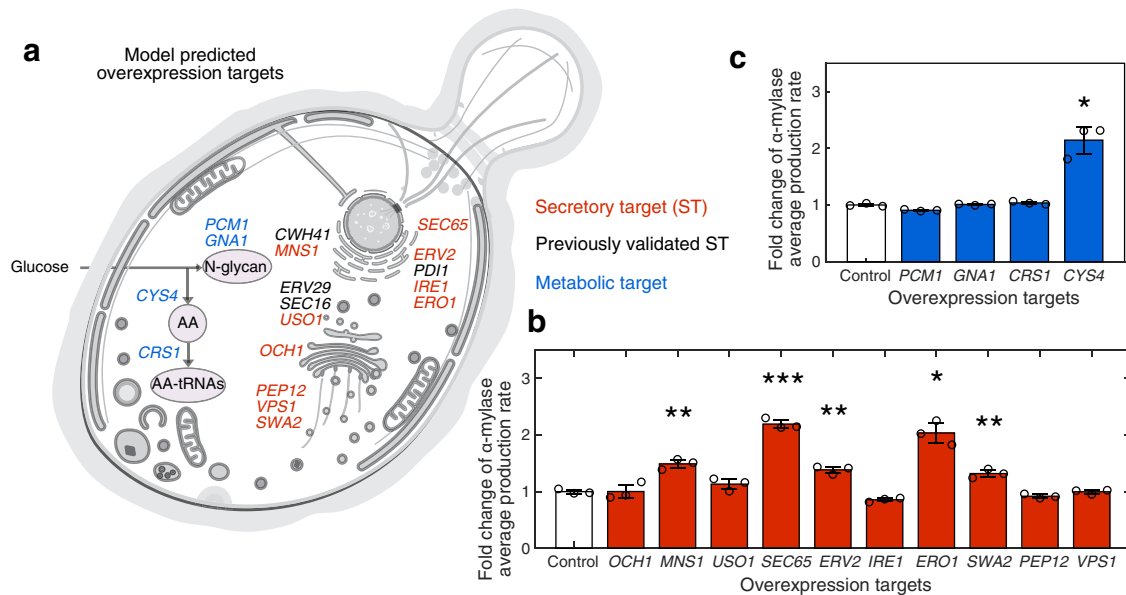 a
Model predicted
overexpression targets
PCM1
GNA1
CWH41
MNS1
SEC65
Glucose
N-glycan
ERV2
PDI1
IRE1
ERO1
CYS4
ERV29
SEC16
USO1
AA
CRS1
OCH1
AA-tRNAs
PEP12
VPS1
SWA2
Secretory target (ST)
Previously validated ST
Metabolic target
c
Fold change of α-mylase
average production rate
3
2
1
0
*
Control PCM1 GNA1 CRS1 CYS4
Overexpression targets
b
Fold change of α-mylase
average production rate
3
2
1
0
** *** ** * **
Control OCH1 MNS1 USO1 SEC65 ERV2 IRE1 ERO1 SWA2 PEP12 VPS1
Overexpression targets